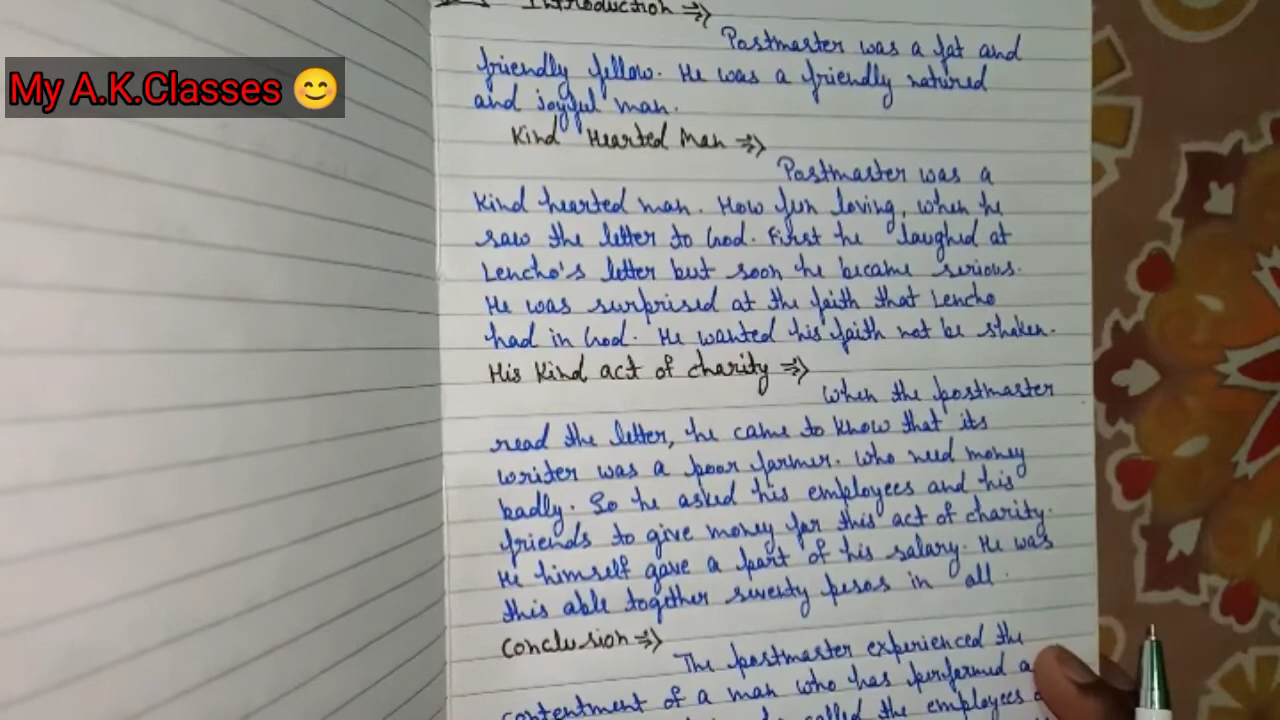 Introduction ⇒
Postmaster was a fat and
friendly fellow. He was a friendly natured
and joyful man.
Kind Hearted Man ⇒
Postmaster was a
Kind hearted man. How fun loving, when he
saw the letter to God. First he laughed at
Lencho's letter but soon he became serious.
He was surprised at the faith that Lencho
had in God. He wanted his faith not be shaken.
His Kind act of charity ⇒
When the postmaster
read the letter, he came to know that its
writer was a poor farmer. who need money
badly. So he asked his employees and his
friends to give money for this act of charity.
He himself gave a part of his salary. He was
this able together seventy pesos in all.
Conclusion ⇒
The postmaster experienced the
contentment of a man who has performed a
called the employees
My A.K.Classes 😊